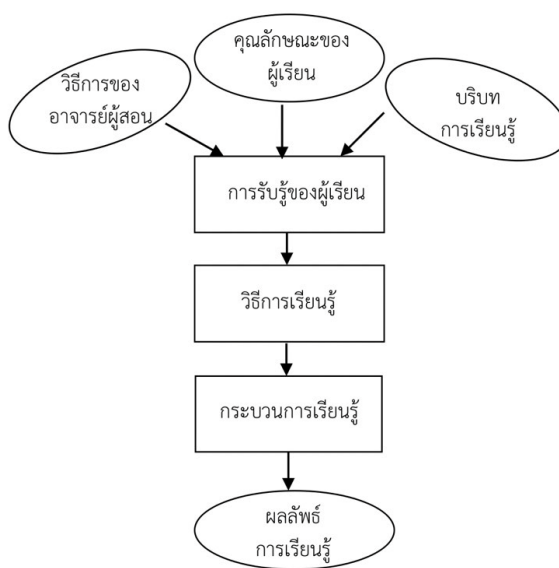 คุณลักษณะของ
ผู้เรียน
วิธีการของ
อาจารย์ผู้สอน
บริบท
การเรียนรู้
การรับรู้ของผู้เรียน
วิธีการเรียนรู้
กระบวนการเรียนรู้
ผลลัพธ์
การเรียนรู้